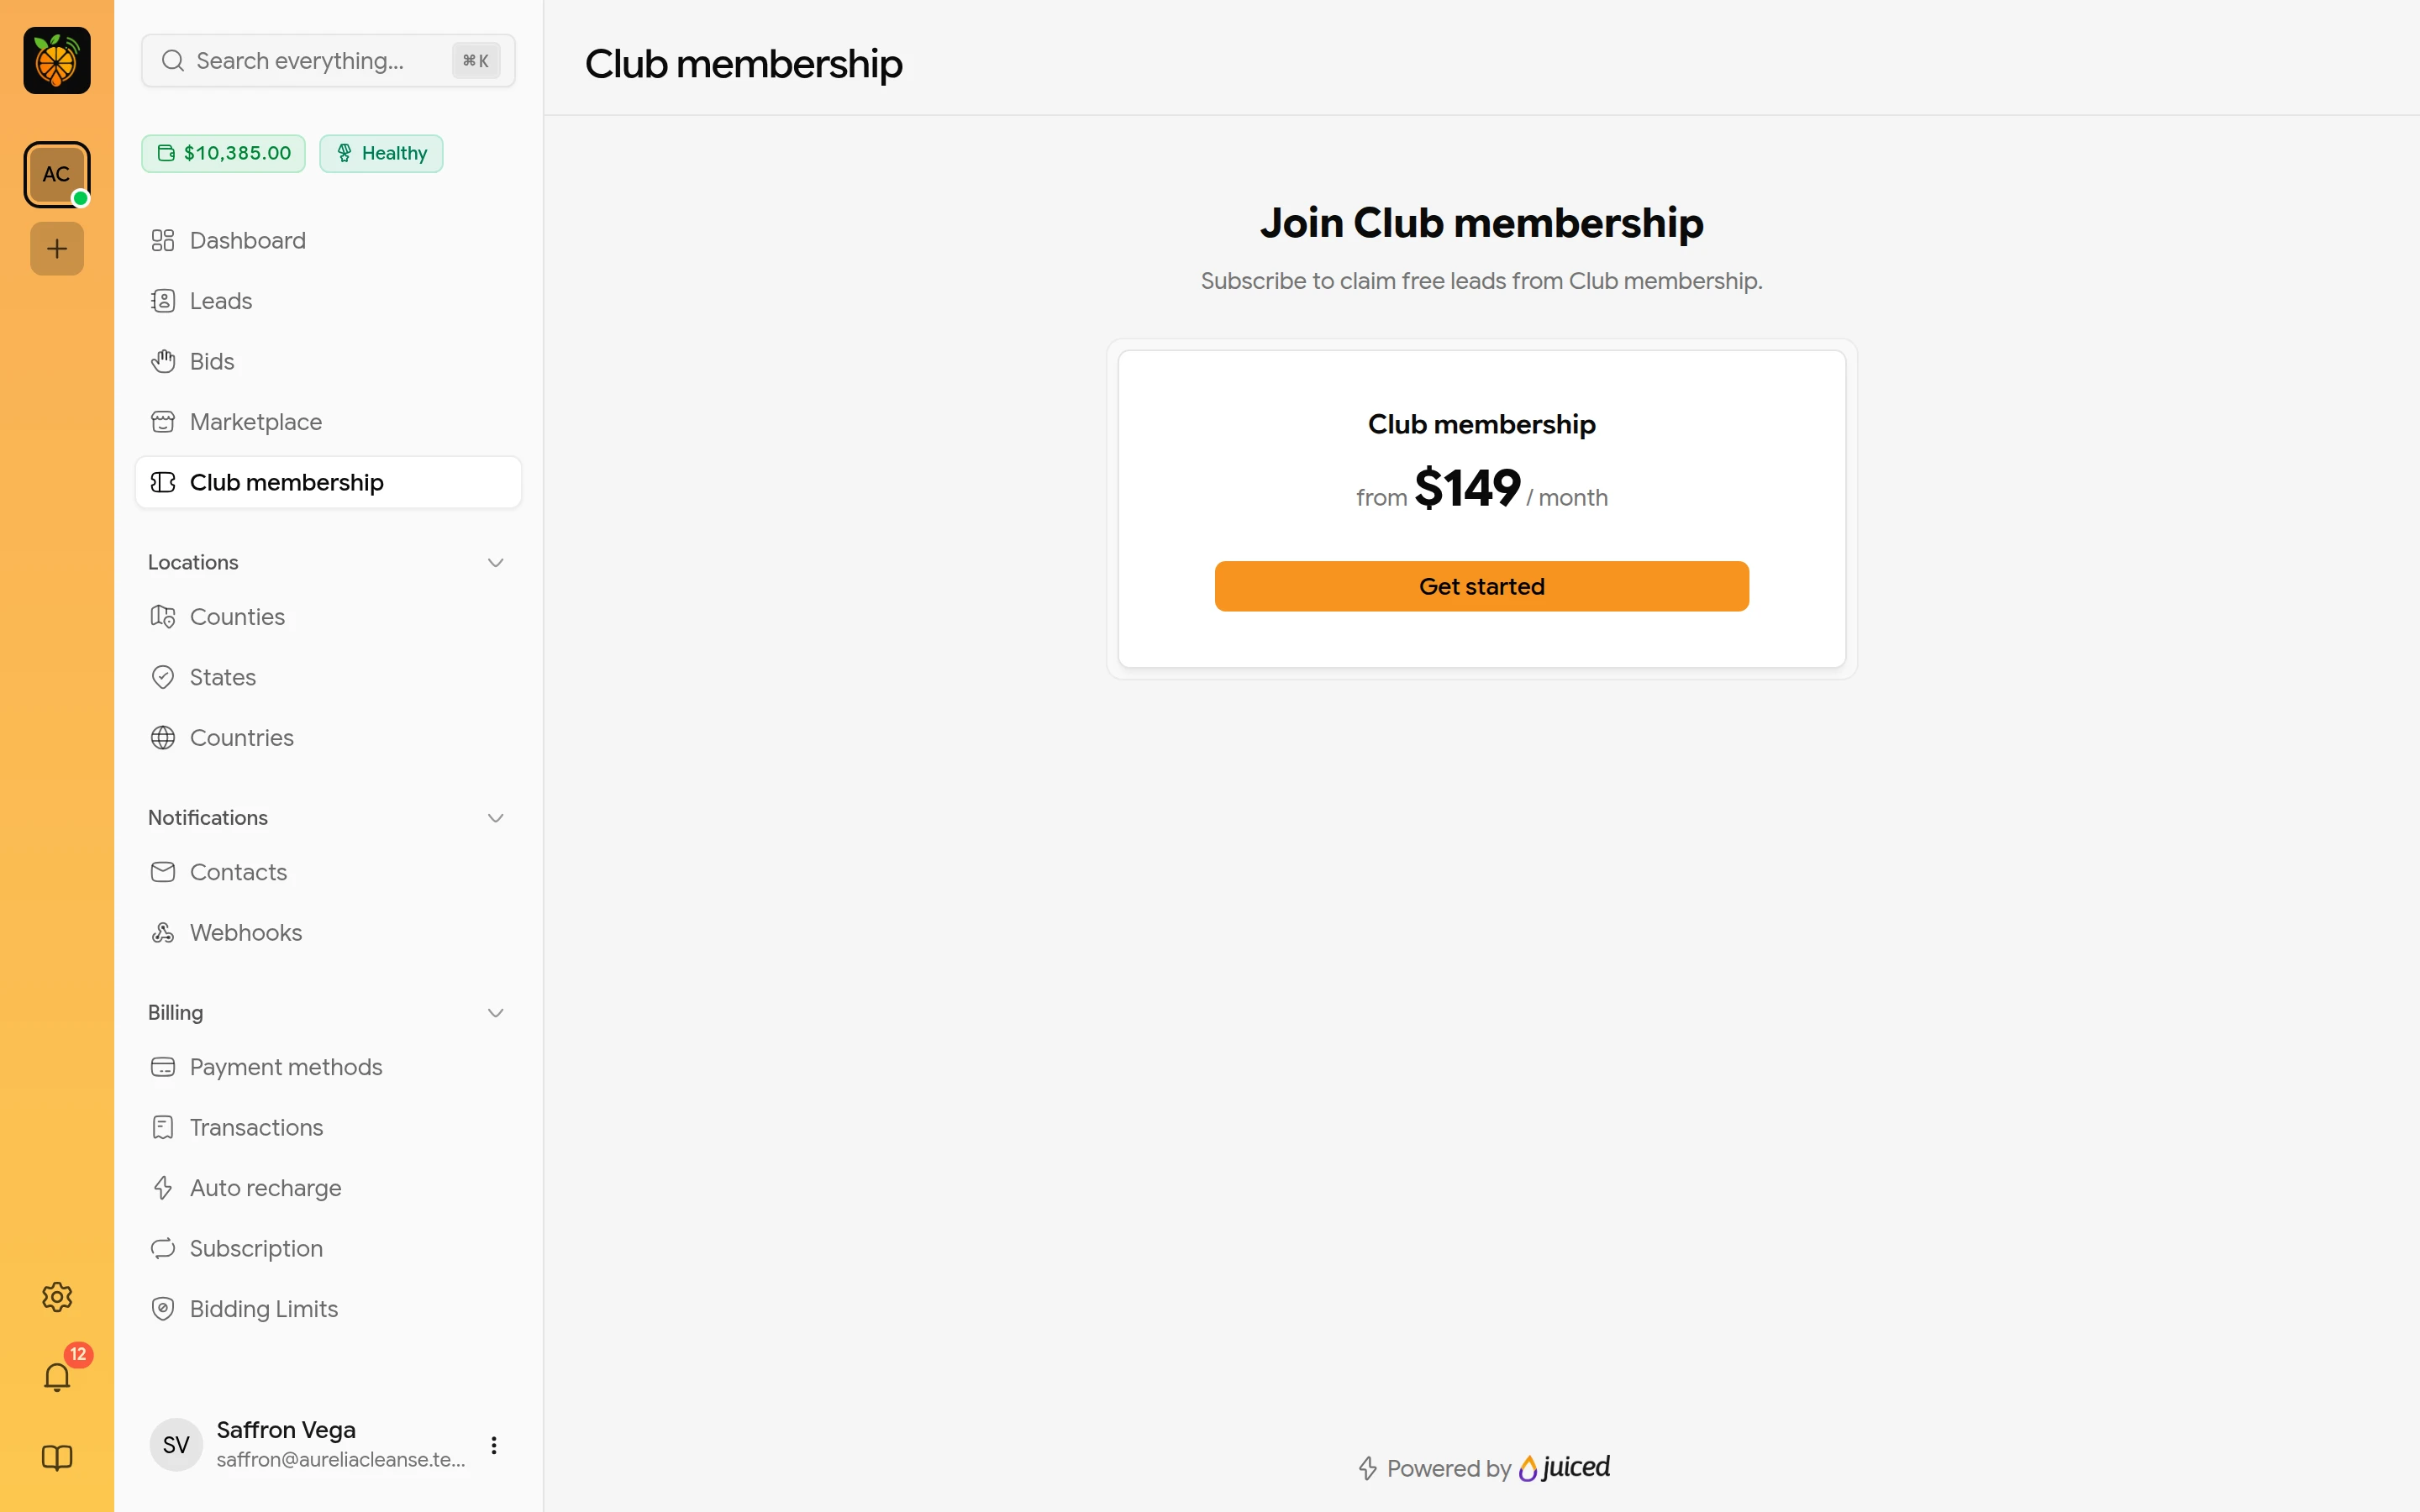 Search everything...
⌘ K
AC
$10,385.00
Healthy
Dashboard
Leads
Bids
Marketplace
Club membership
Locations
Counties
States
Countries
Notifications
Contacts
Webhooks
Billing
Payment methods
Transactions
Auto recharge
Subscription
Bidding Limits
12
SV
Saffron Vega
saffron@aureliacleanse.te...
Club membership
Join Club membership
Subscribe to claim free leads from Club membership.
Club membership
from $149 / month
Get started
Powered by juiced